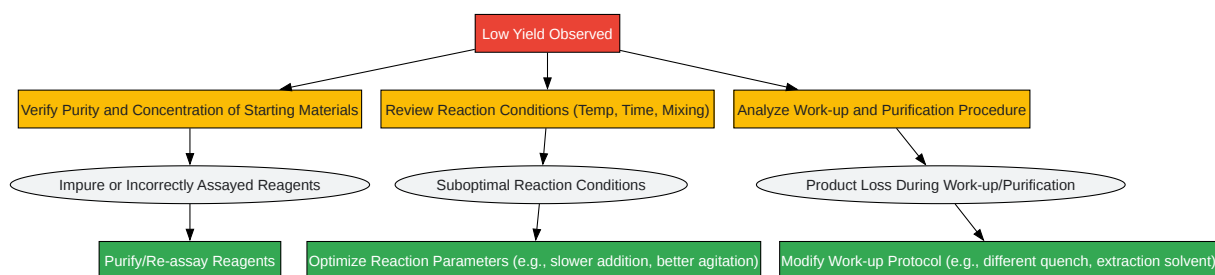 Low Yield Observed
Verify Purity and Concentration of Starting Materials
Review Reaction Conditions (Temp, Time, Mixing)
Analyze Work-up and Purification Procedure
Impure or Incorrectly Assayed Reagents
Suboptimal Reaction Conditions
Product Loss During Work-up/Purification
Purify/Re-assay Reagents
Optimize Reaction Parameters (e.g., slower addition, better agitation)
Modify Work-up Protocol (e.g., different quench, extraction solvent)